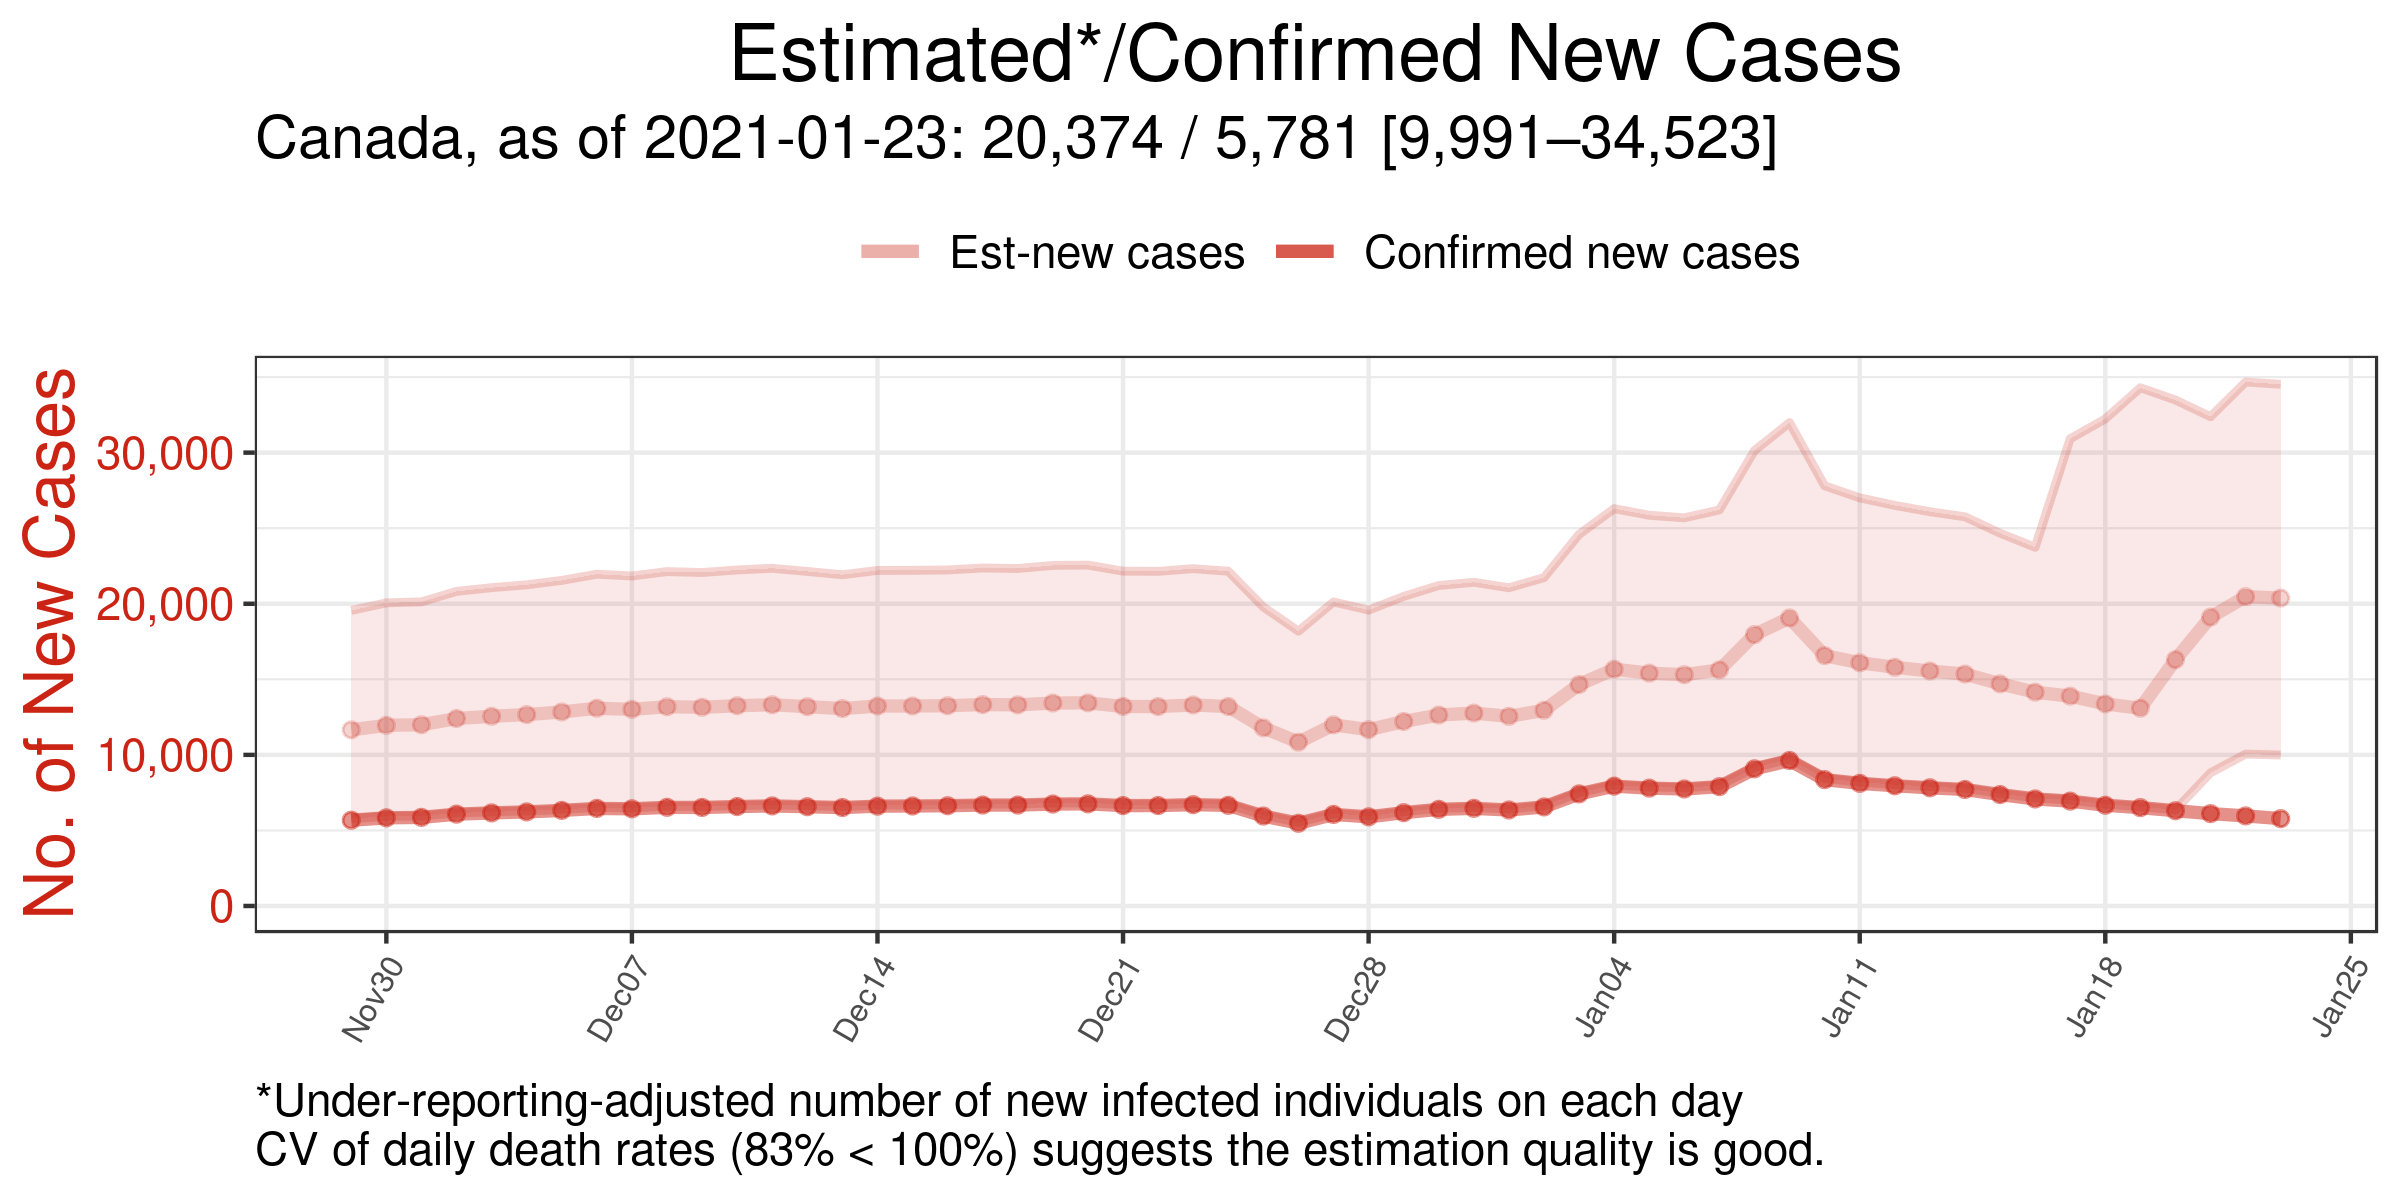 Estimated*/Confirmed New Cases
Canada, as of 2021-01-23: 20,374 / 5,781 [9,991–34,523]
Est-new cases
Confirmed new cases
No. of New Cases
30,000
20,000
10,000
0
Nov30
Dec07
Dec14
Dec21
Dec28
Jan04
Jan11
Jan18
Jan25
*Under-reporting-adjusted number of new infected individuals on each day
CV of daily death rates (83% < 100%) suggests the estimation quality is good.